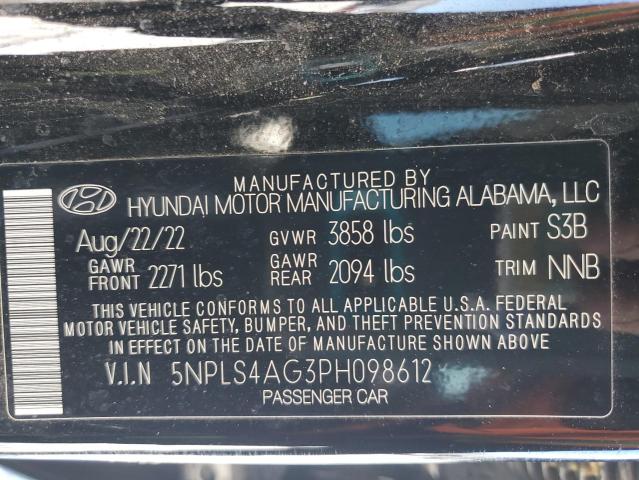 MANUFACTURED BY
HYUNDAI MOTOR MANUFACTURING ALABAMA, LLC
Aug/22/22 GVWR 3858 lbs PAINT S3B
GAWR FRONT 2271 lbs GAWR REAR 2094 lbs TRIM NNB
THIS VEHICLE CONFORMS TO ALL APPLICABLE U.S.A. FEDERAL
MOTOR VEHICLE SAFETY, BUMPER, AND THEFT PREVENTION STANDARDS
IN EFFECT ON THE DATE OF MANUFACTURE SHOWN ABOVE
V.I.N 5NPLS4AG3PH098612
PASSENGER CAR